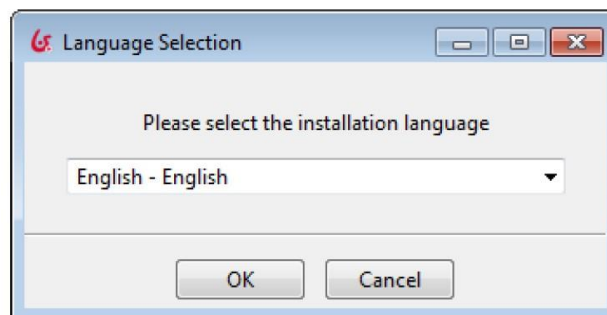 Language Selection
Please select the installation language
English - English
OK
Cancel